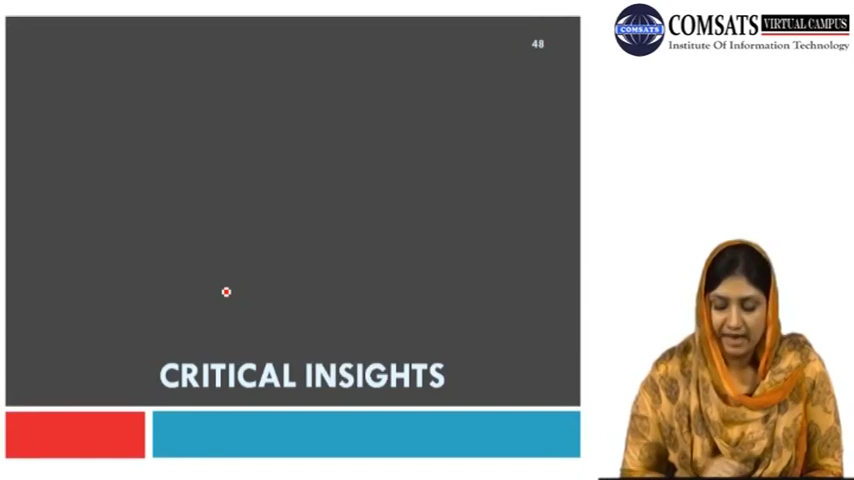 48
CRITICAL INSIGHTS
COMSATS
COMSATS VIRTUAL CAMPUS
Institute Of Information Technology